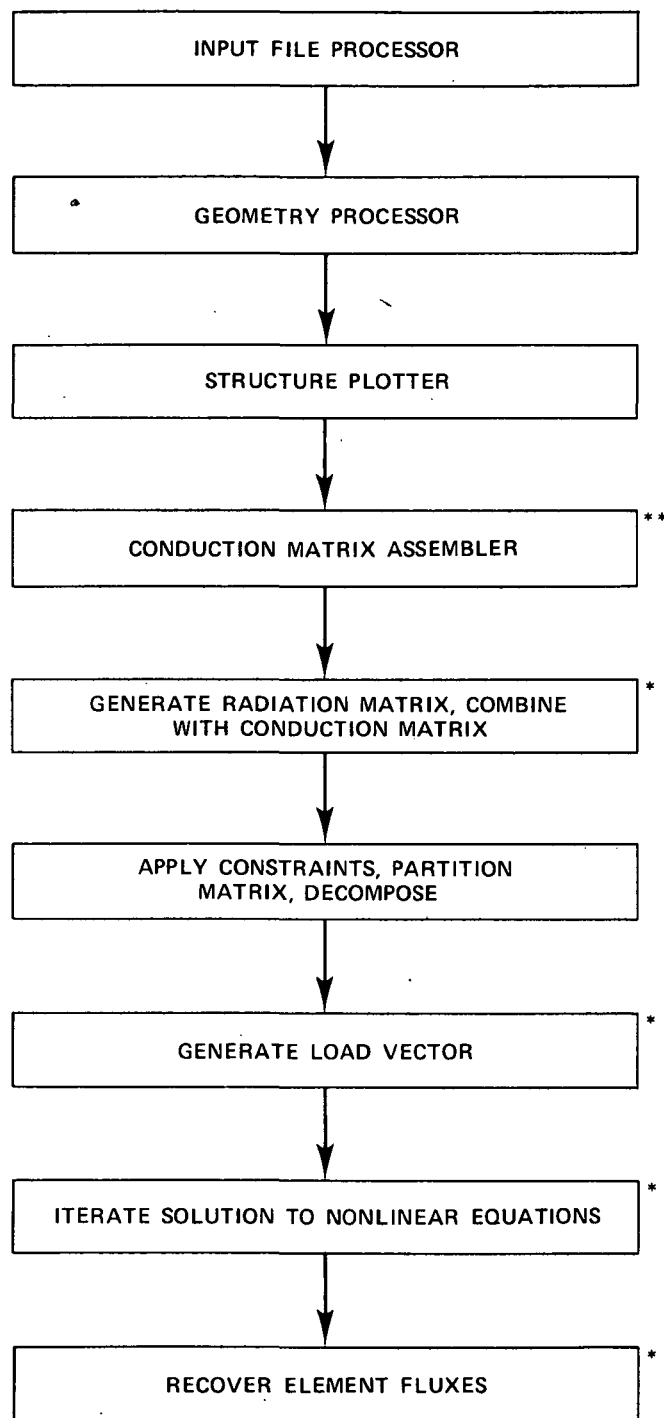 INPUT FILE PROCESSOR
GEOMETRY PROCESSOR
STRUCTURE PLOTTER
**
CONDUCTION MATRIX ASSEMBLER
*
GENERATE RADIATION MATRIX, COMBINE
WITH CONDUCTION MATRIX
APPLY CONSTRAINTS, PARTITION
MATRIX, DECOMPOSE
*
GENERATE LOAD VECTOR
*
ITERATE SOLUTION TO NONLINEAR EQUATIONS
*
RECOVER ELEMENT FLUXES